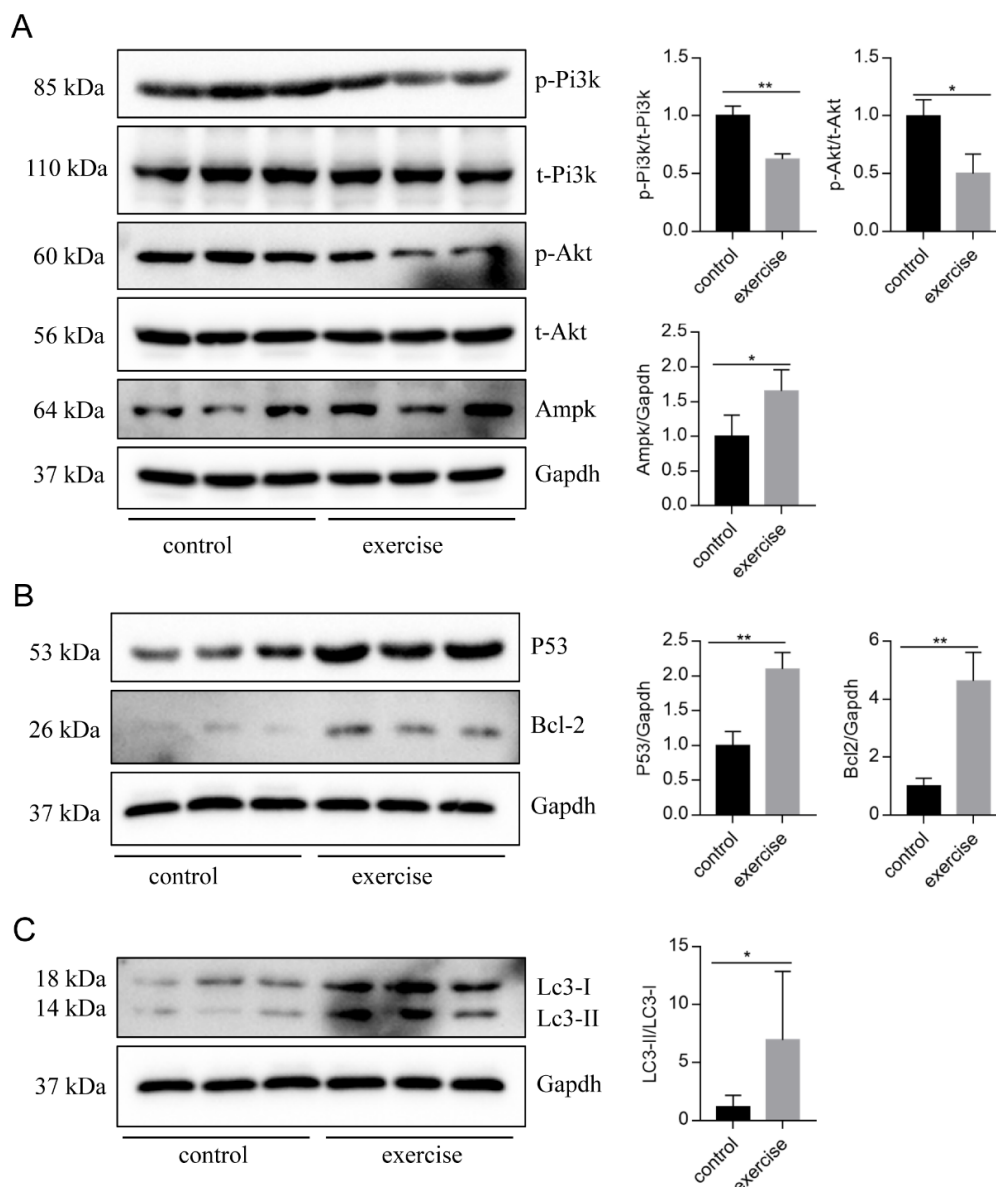 A
85 kDa p-Pi3k
110 kDa t-Pi3k
60 kDa p-Akt
56 kDa t-Akt
64 kDa Ampk
37 kDa Gapdh
control exercise
p-Pi3k/t-Pi3k
1.5
1.0
0.5
0.0
**
control
exercise
p-Akt/t-Akt
1.5
1.0
0.5
0.0
*
control
exercise
Ampk/Gapdh
2.5
2.0
1.5
1.0
0.5
0.0
*
control
exercise
B
53 kDa P53
26 kDa Bcl-2
37 kDa Gapdh
control exercise
P53/Gapdh
2.5
2.0
1.5
1.0
0.5
0.0
**
control
exercise
Bcl2/Gapdh
6
4
2
0
**
control
exercise
C
18 kDa Lc3-I
14 kDa Lc3-II
37 kDa Gapdh
control exercise
LC3-II/LC3-I
15
10
5
0
*
control
exercise